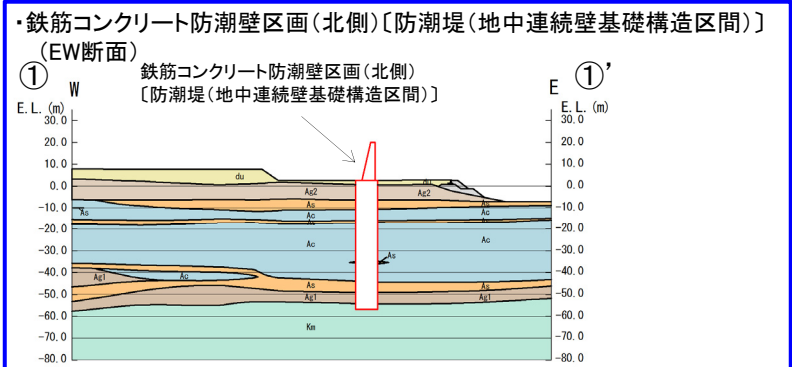 ・鉄筋コンクリート防潮壁区画(北側)〔防潮堤(地中連続壁基礎構造区間)〕
(EW断面)
① W 鉄筋コンクリート防潮壁区画(北側) E ①’
〔防潮堤(地中連続壁基礎構造区間)〕
E.L.(m) E.L.(m)
30.0 30.0
20.0 20.0
10.0 10.0
du du
0.0 Ag2 Ag2 0.0
As As
-10.0 -10.0
As Ac Ac
As As
-20.0 -20.0
Ac Ac
-30.0 -30.0
As
-40.0 Ag1 Ac -40.0
As As
-50.0 Ag1 Ag1 -50.0
-60.0 -60.0
Km
-70.0 -70.0
-80.0 -80.0